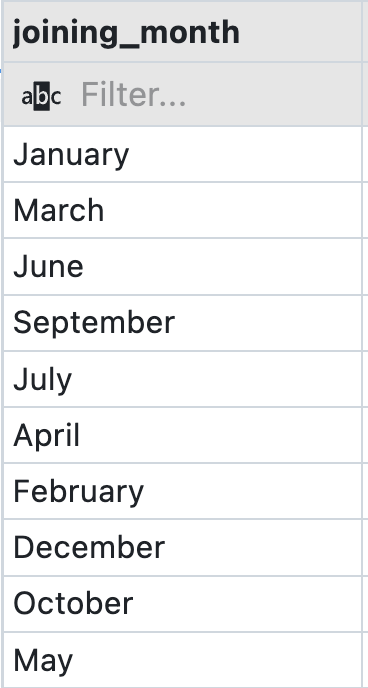 joining_month
abc Filter...
January
March
June
September
July
April
February
December
October
May